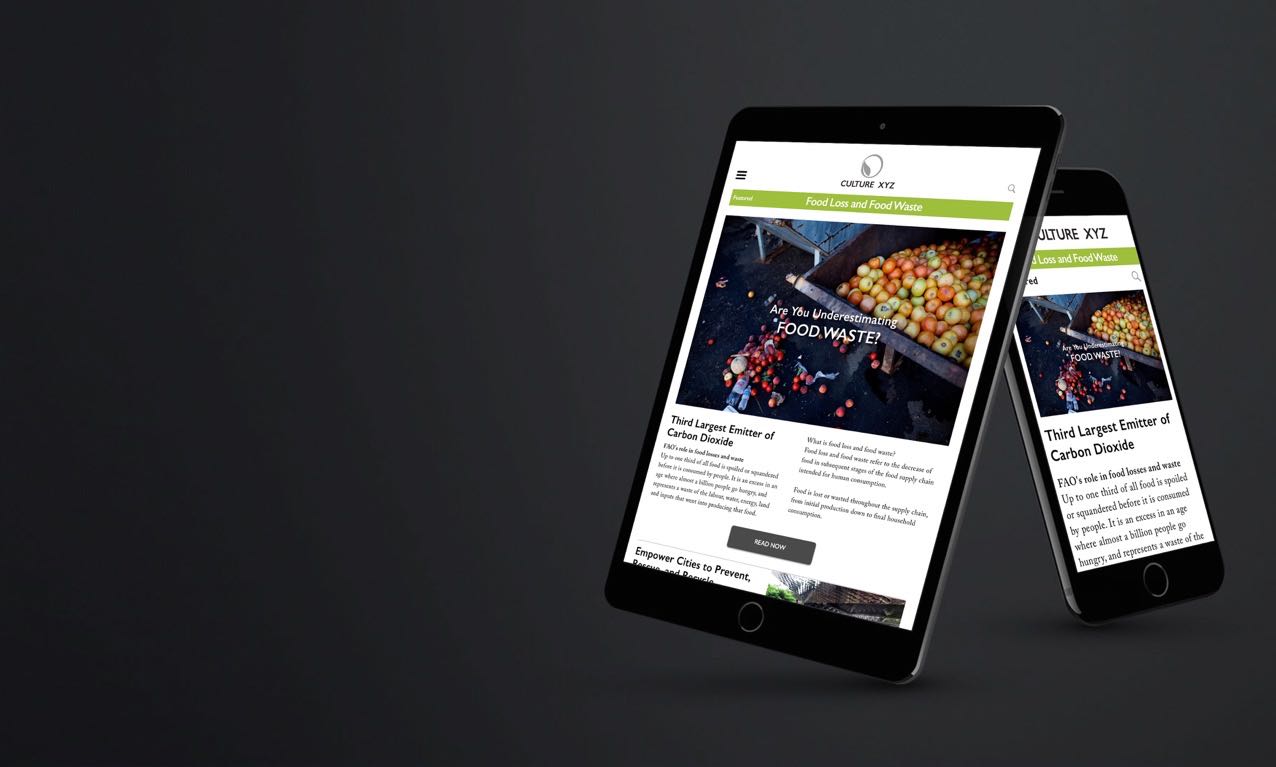 CULTURE XYZ
Featured
Food Loss and Food Waste
Are You Underestimating
FOOD WASTE?
Third Largest Emitter of
Carbon Dioxide
FAO's role in food losses and waste
Up to one third of all food is spoiled or squandered
before it is consumed by people. It is an excess in an
age where almost a billion people go hungry, and
represents a waste of the labour, water, energy, land
and inputs that went into producing that food.
What is food loss and food waste?
Food loss and food waste refer to the decrease of
food in subsequent stages of the food supply chain
intended for human consumption.
Food is lost or wasted throughout the supply chain,
from initial production down to final household
consumption.
READ NOW
Empower Cities to Prevent,
Rescue and Recycle
ULTURE XYZ
d Loss and Food Waste
red
Are You Underestimating
FOOD WASTE?
Third Largest Emitter of
Carbon Dioxide
FAO's role in food losses and waste
Up to one third of all food is spoiled
or squandered before it is consumed
by people. It is an excess in an age
where almost a billion people go
hungry, and represents a waste of the